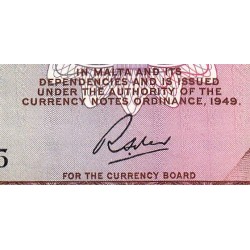 IN MALTA AND ITS
DEPENDENCIES AND IS ISSUED
UNDER THE AUTHORITY OF THE
CURRENCY NOTES ORDINANCE, 1949.
5
FOR THE CURRENCY BOARD